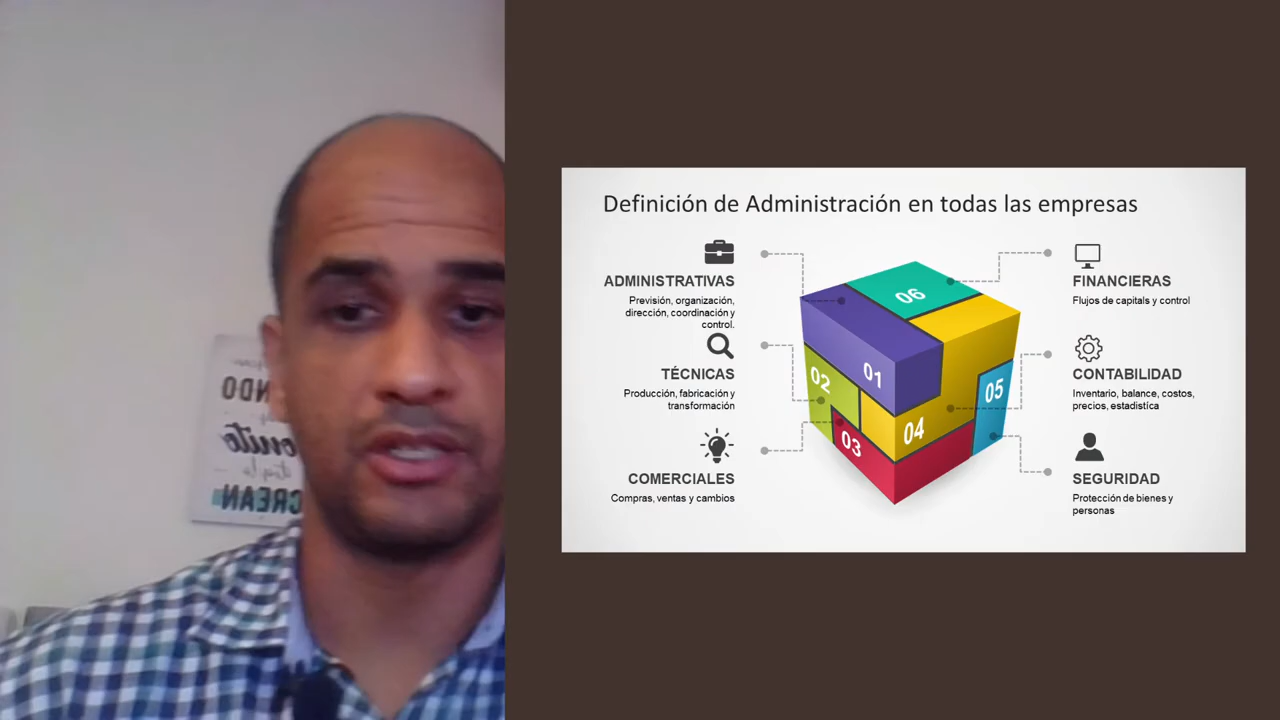 Definición de Administración en todas las empresas
ADMINISTRATIVAS
Previsión, organización,
dirección, coordinación y
control.
TÉCNICAS
Producción, fabricación y
transformación
COMERCIALES
Compras, ventas y cambios
06
01
02
03
04
05
FINANCIERAS
Flujos de capitals y control
CONTABILIDAD
Inventario, balance, costos,
precios, estadistíca
SEGURIDAD
Protección de bienes y
personas
CREAN